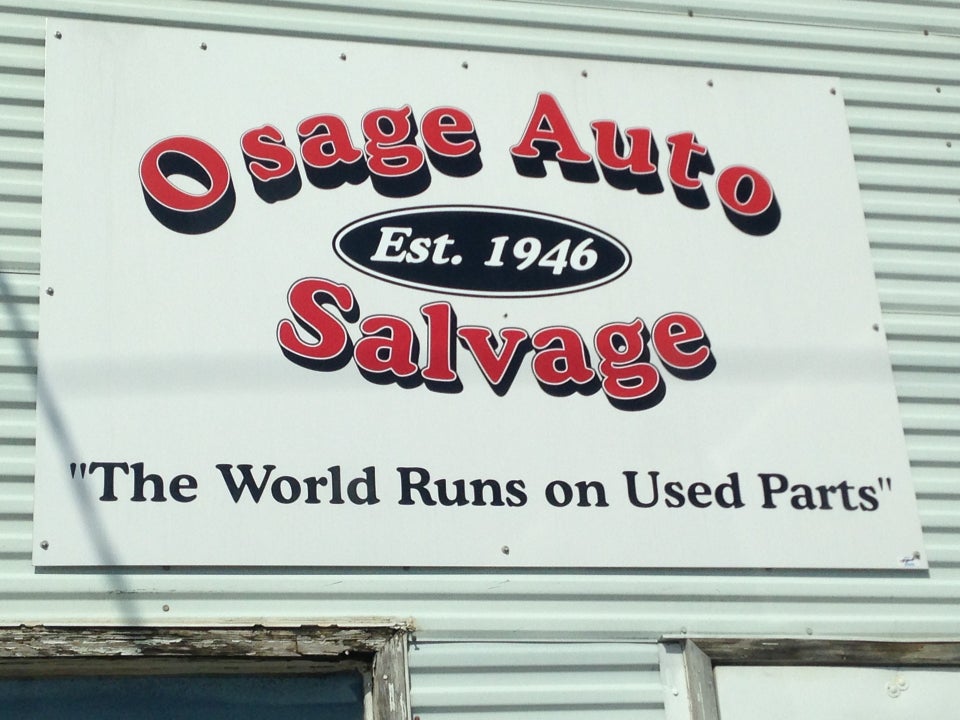 Osage Auto
Est. 1946
Salvage
"The World Runs on Used Parts"